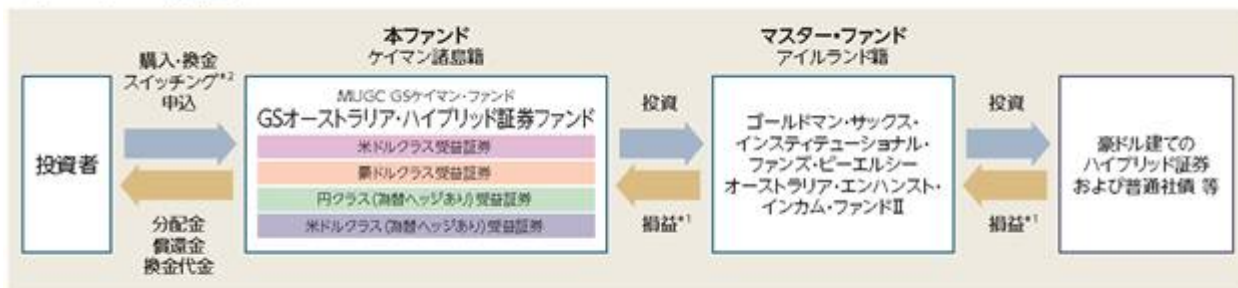 本ファンド
ケイマン諸島籍
マスター・ファンド
アイルランド籍
投資者
購入・換金
スイッチング*2
申込
分配金
償還金
換金代金
MUGC GSケイマン・ファンド
GSオーストラリア・ハイブリッド証券ファンド
米ドルクラス受益証券
豪ドルクラス受益証券
円クラス(為替ヘッジあり)受益証券
米ドルクラス(為替ヘッジあり)受益証券
投資
損益*1
ゴールドマン・サックス・
インスティテューショナル・
ファンズ・ピーエルシー
オーストラリア・エンハンスト・
インカム・ファンドⅡ
投資
損益*1
豪ドル建ての
ハイブリッド証券
および普通社債 等